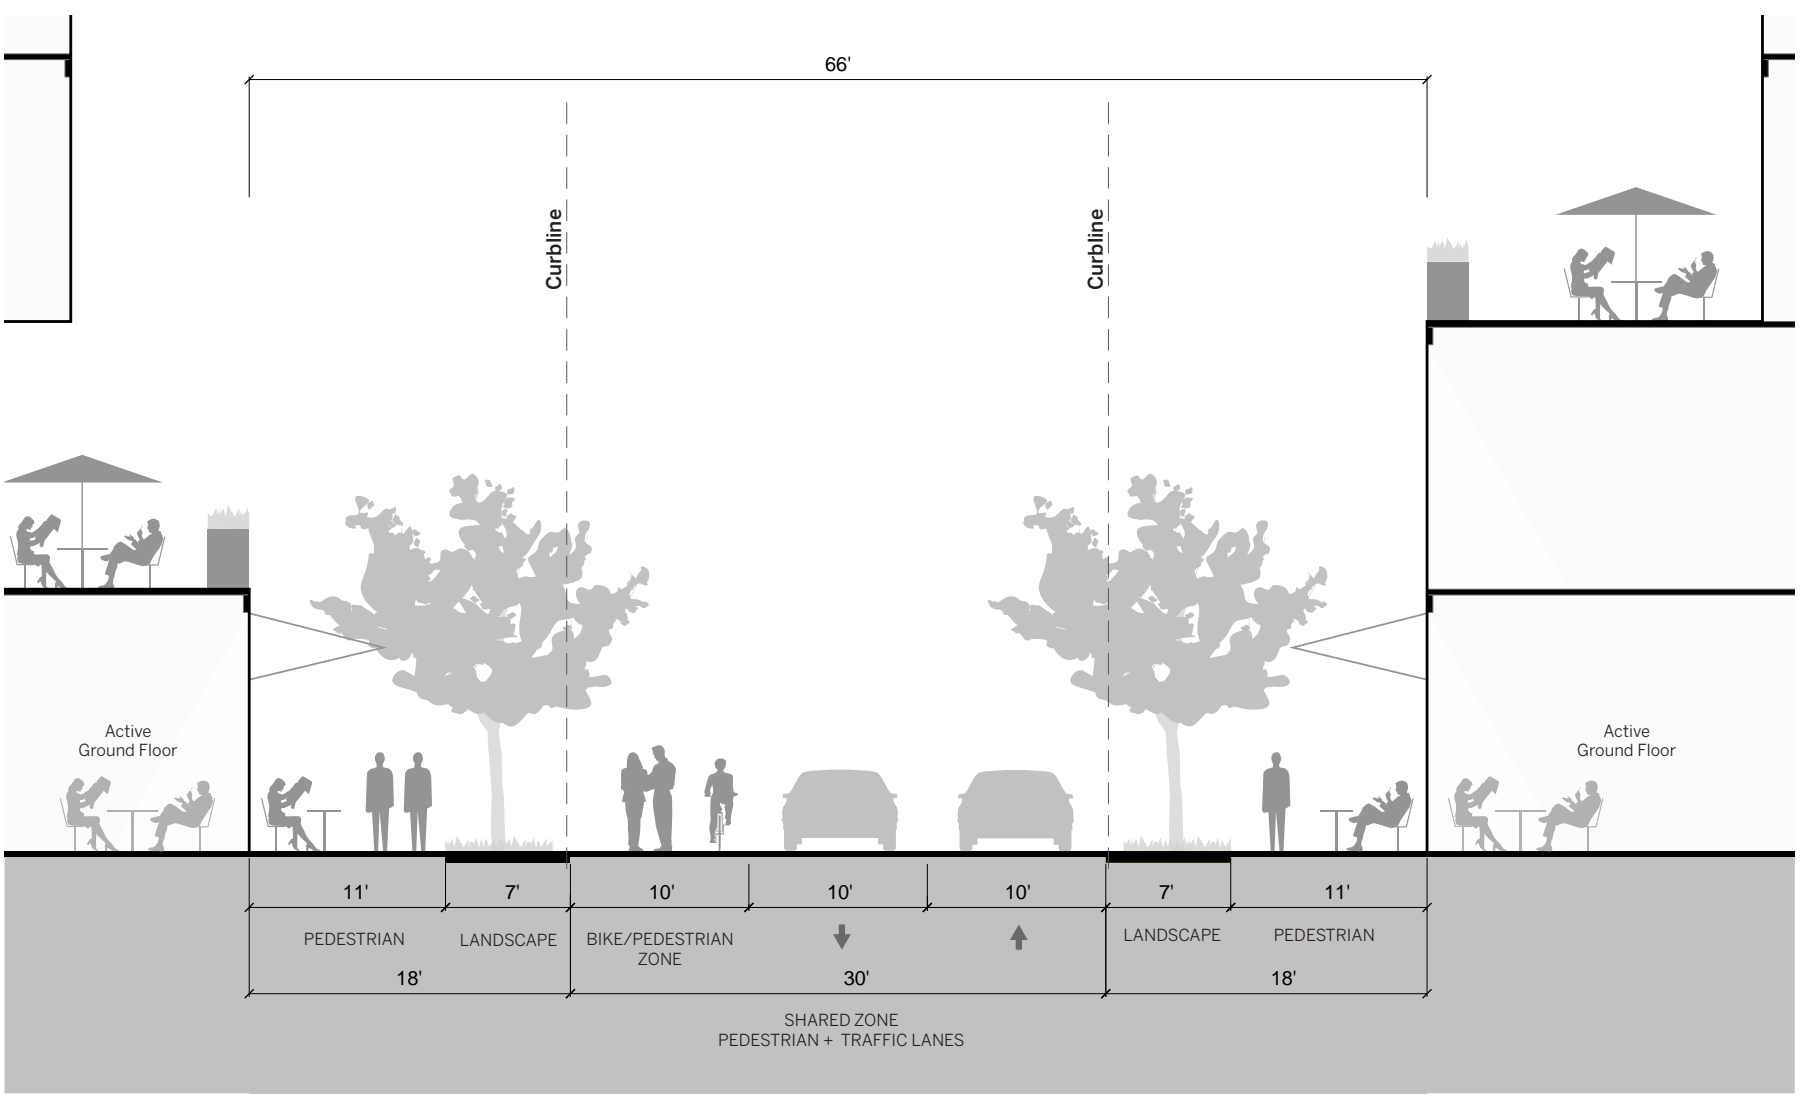 66'
Curbline
Curbline
Active
Ground Floor
Active
Ground Floor
11'
7'
10'
10'
10'
7'
11'
PEDESTRIAN
LANDSCAPE
BIKE/PEDESTRIAN
ZONE
LANDSCAPE
PEDESTRIAN
18'
30'
18'
SHARED ZONE
PEDESTRIAN + TRAFFIC LANES